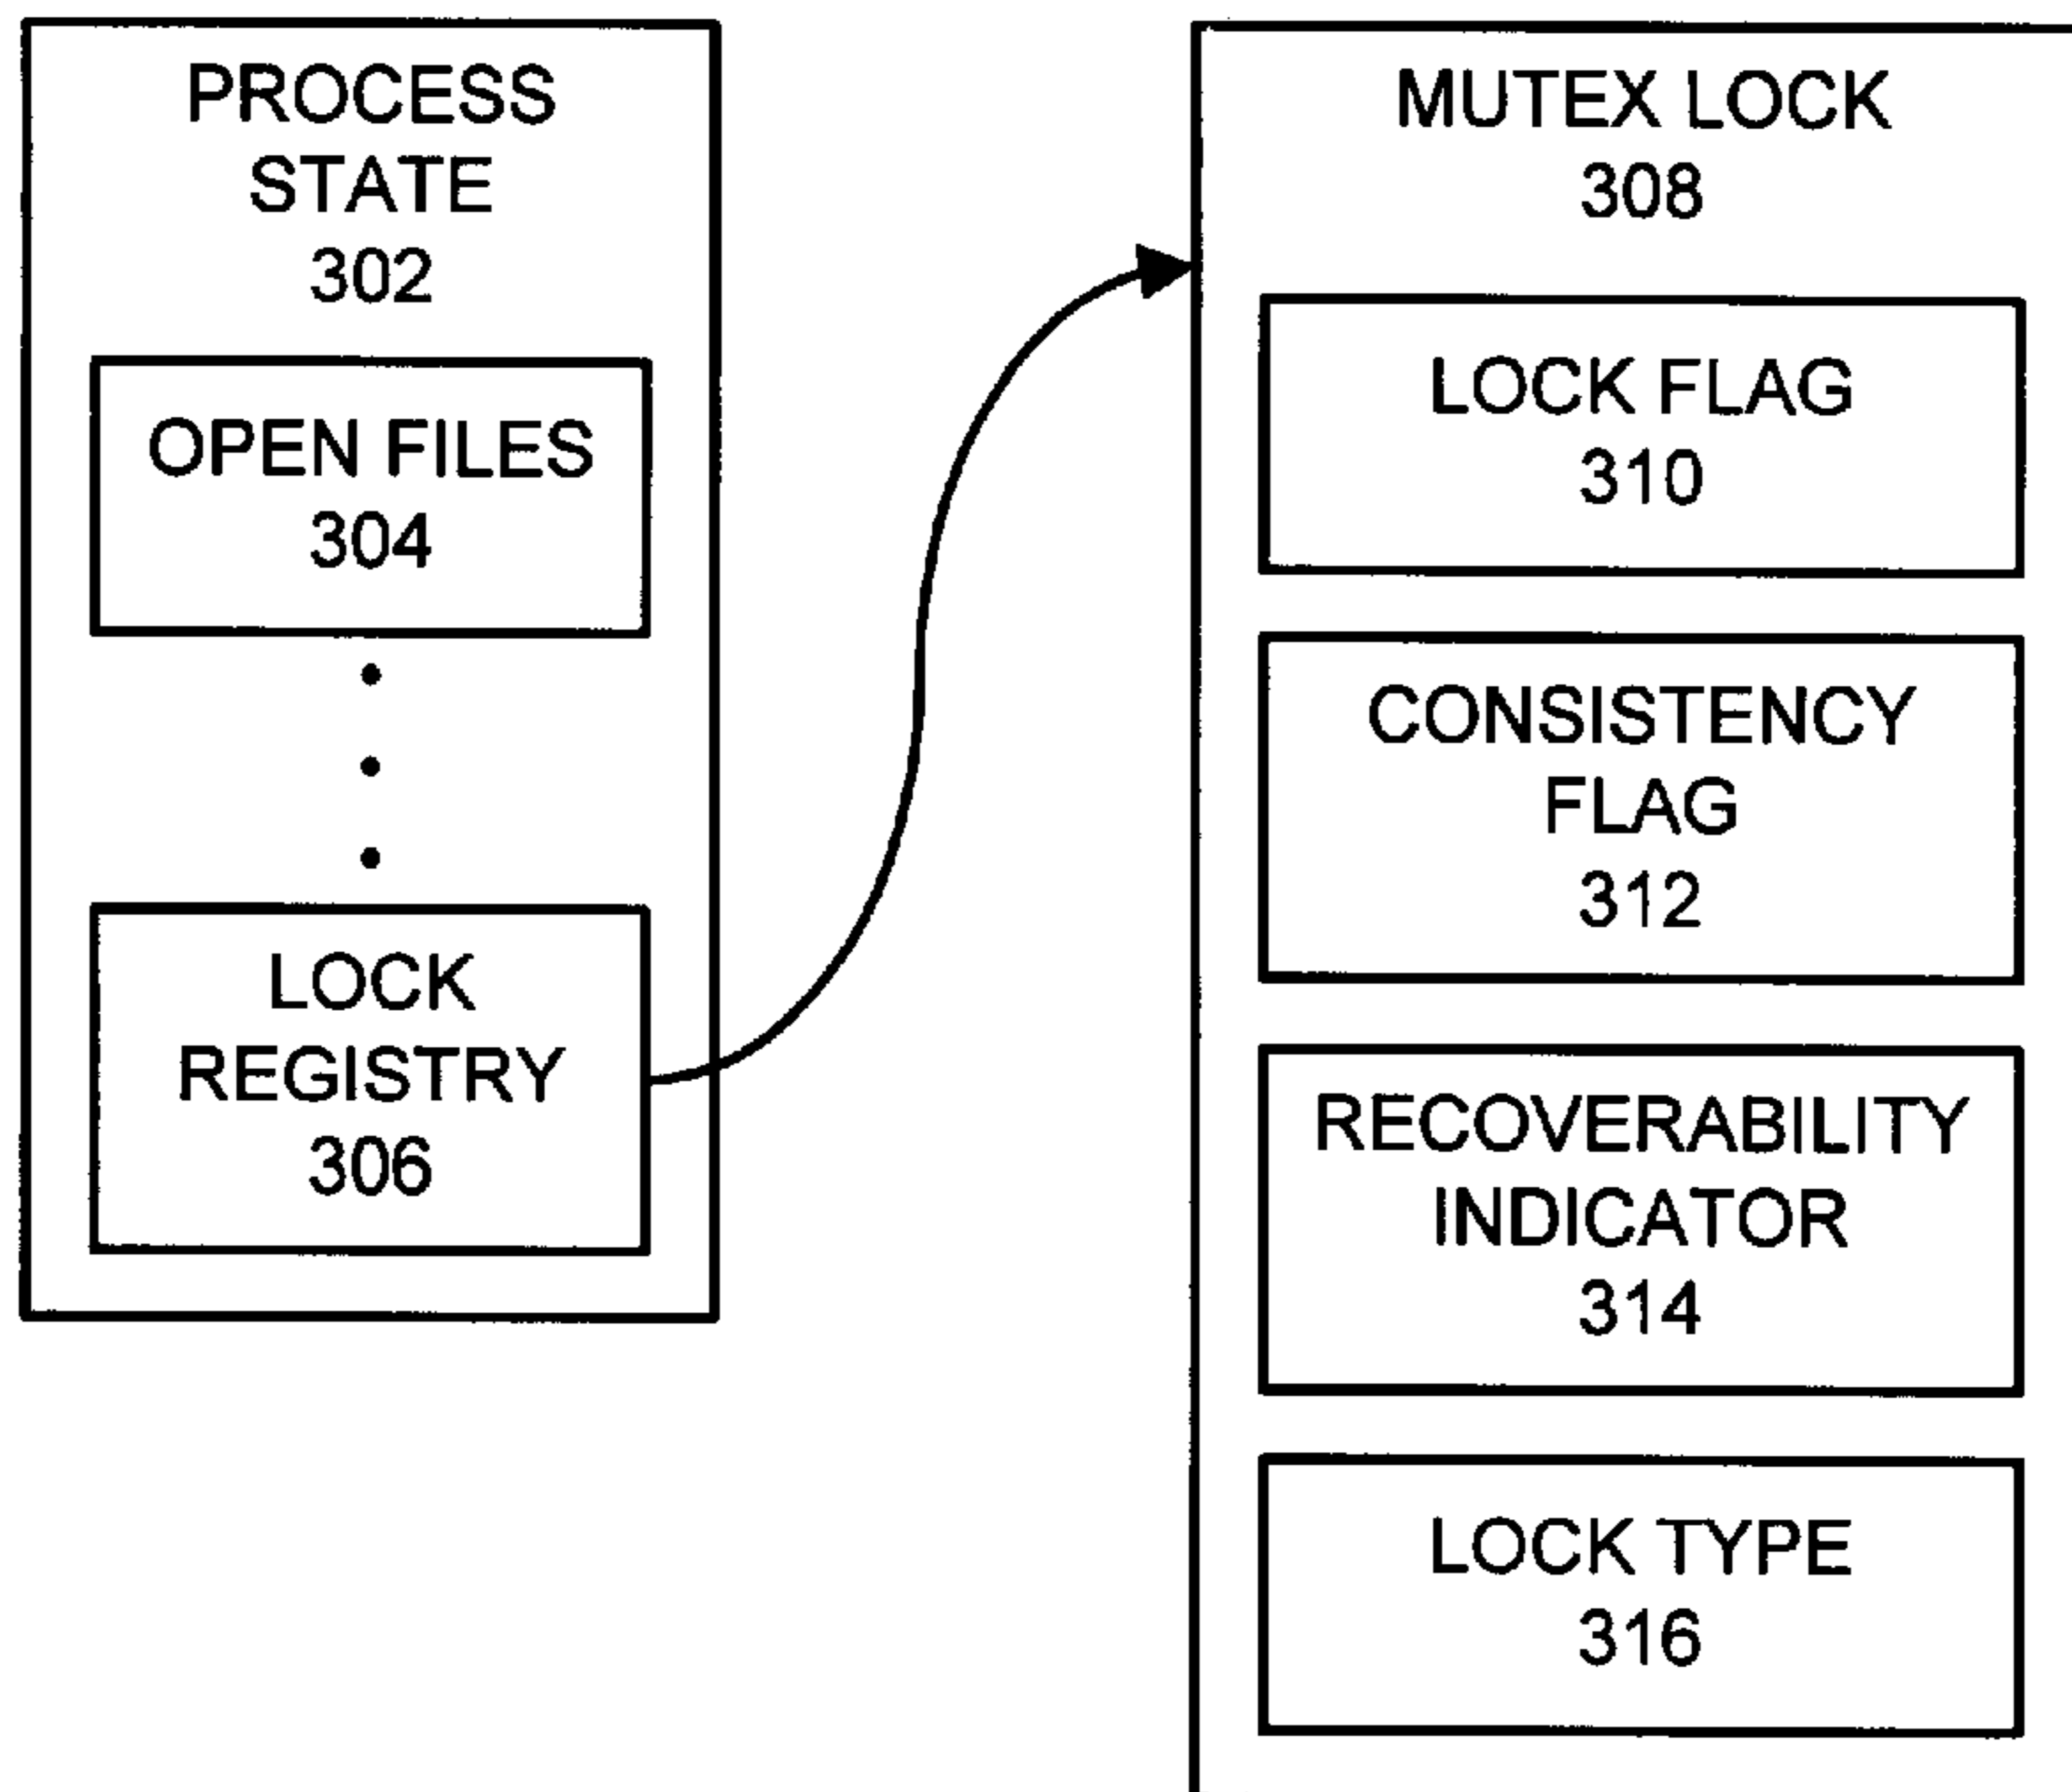 PROCESS
STATE
302
OPEN FILES
304
LOCK
REGISTRY
306
MUTEX LOCK
308
LOCK FLAG
310
CONSISTENCY
FLAG
312
RECOVERABILITY
INDICATOR
314
LOCK TYPE
316